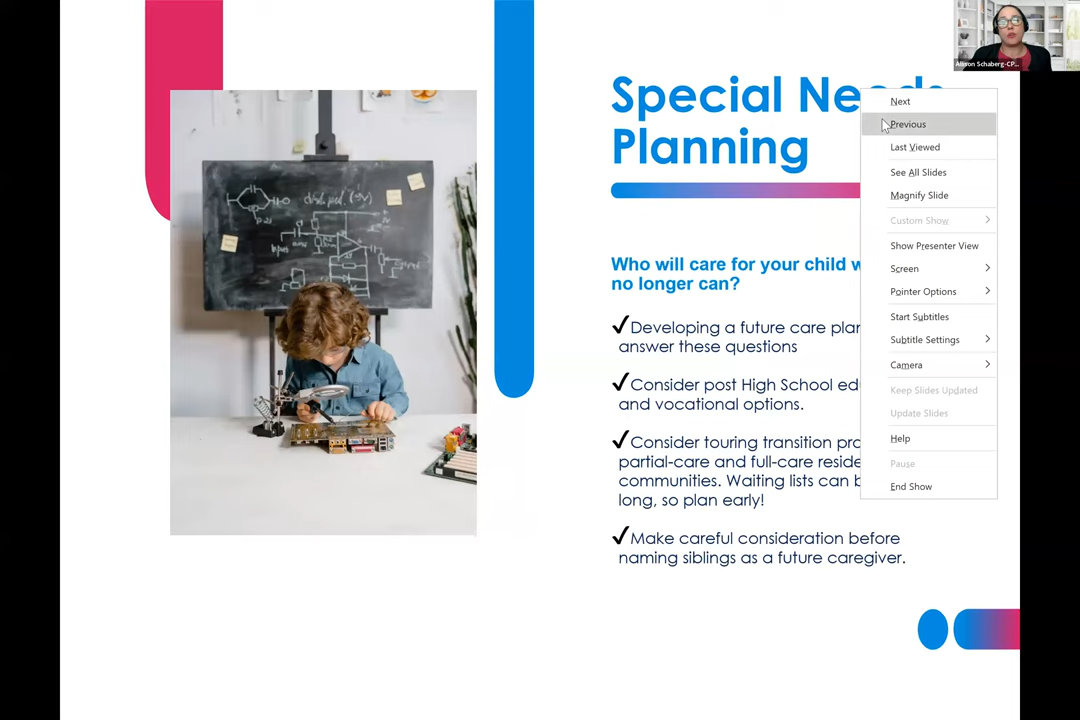 Special Needs
Planning
Who will care for your child w
no longer can?
✓Developing a future care plan
answer these questions
✓Consider post High School ed
and vocational options.
✓Consider touring transition pro
partial-care and full-care reside
communities. Waiting lists can b
long, so plan early!
✓Make careful consideration before
naming siblings as a future caregiver.
Next
Previous
Last Viewed
See All Slides
Magnify Slide
Custom Show
Show Presenter View
Screen
Pointer Options
Start Subtitles
Subtitle Settings
Camera
Keep Slides Updated
Update Slides
Help
Pause
End Show
Allison Schaberg-CP...
Input